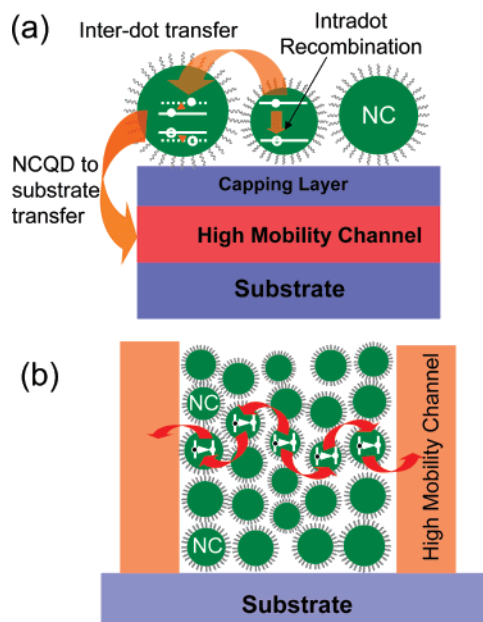 (a)
Inter-dot transfer
Intradot
Recombination
NC
NCQD to
substrate
transfer
Capping Layer
High Mobility Channel
Substrate
(b)
NC
NC
High Mobility Channel
Substrate